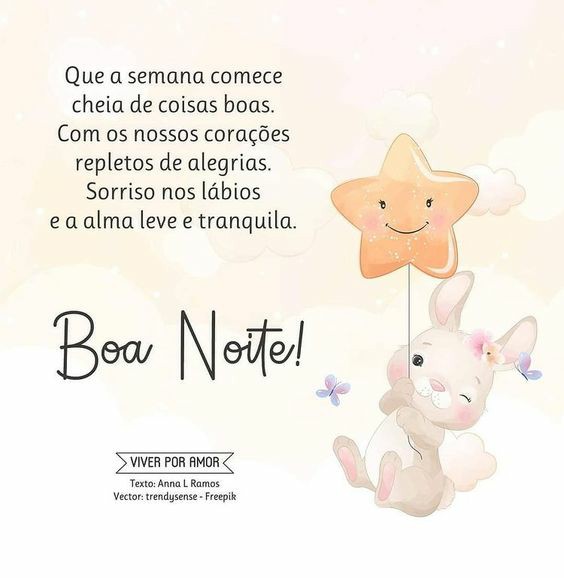 Que a semana comece
cheia de coisas boas.
Com os nossos corações
repletos de alegrias.
Sorriso nos lábios
e a alma leve e tranquila.
Boa Noite!
VIVER POR AMOR
Texto: Anna L Ramos
Vector: trendysense - Freepik